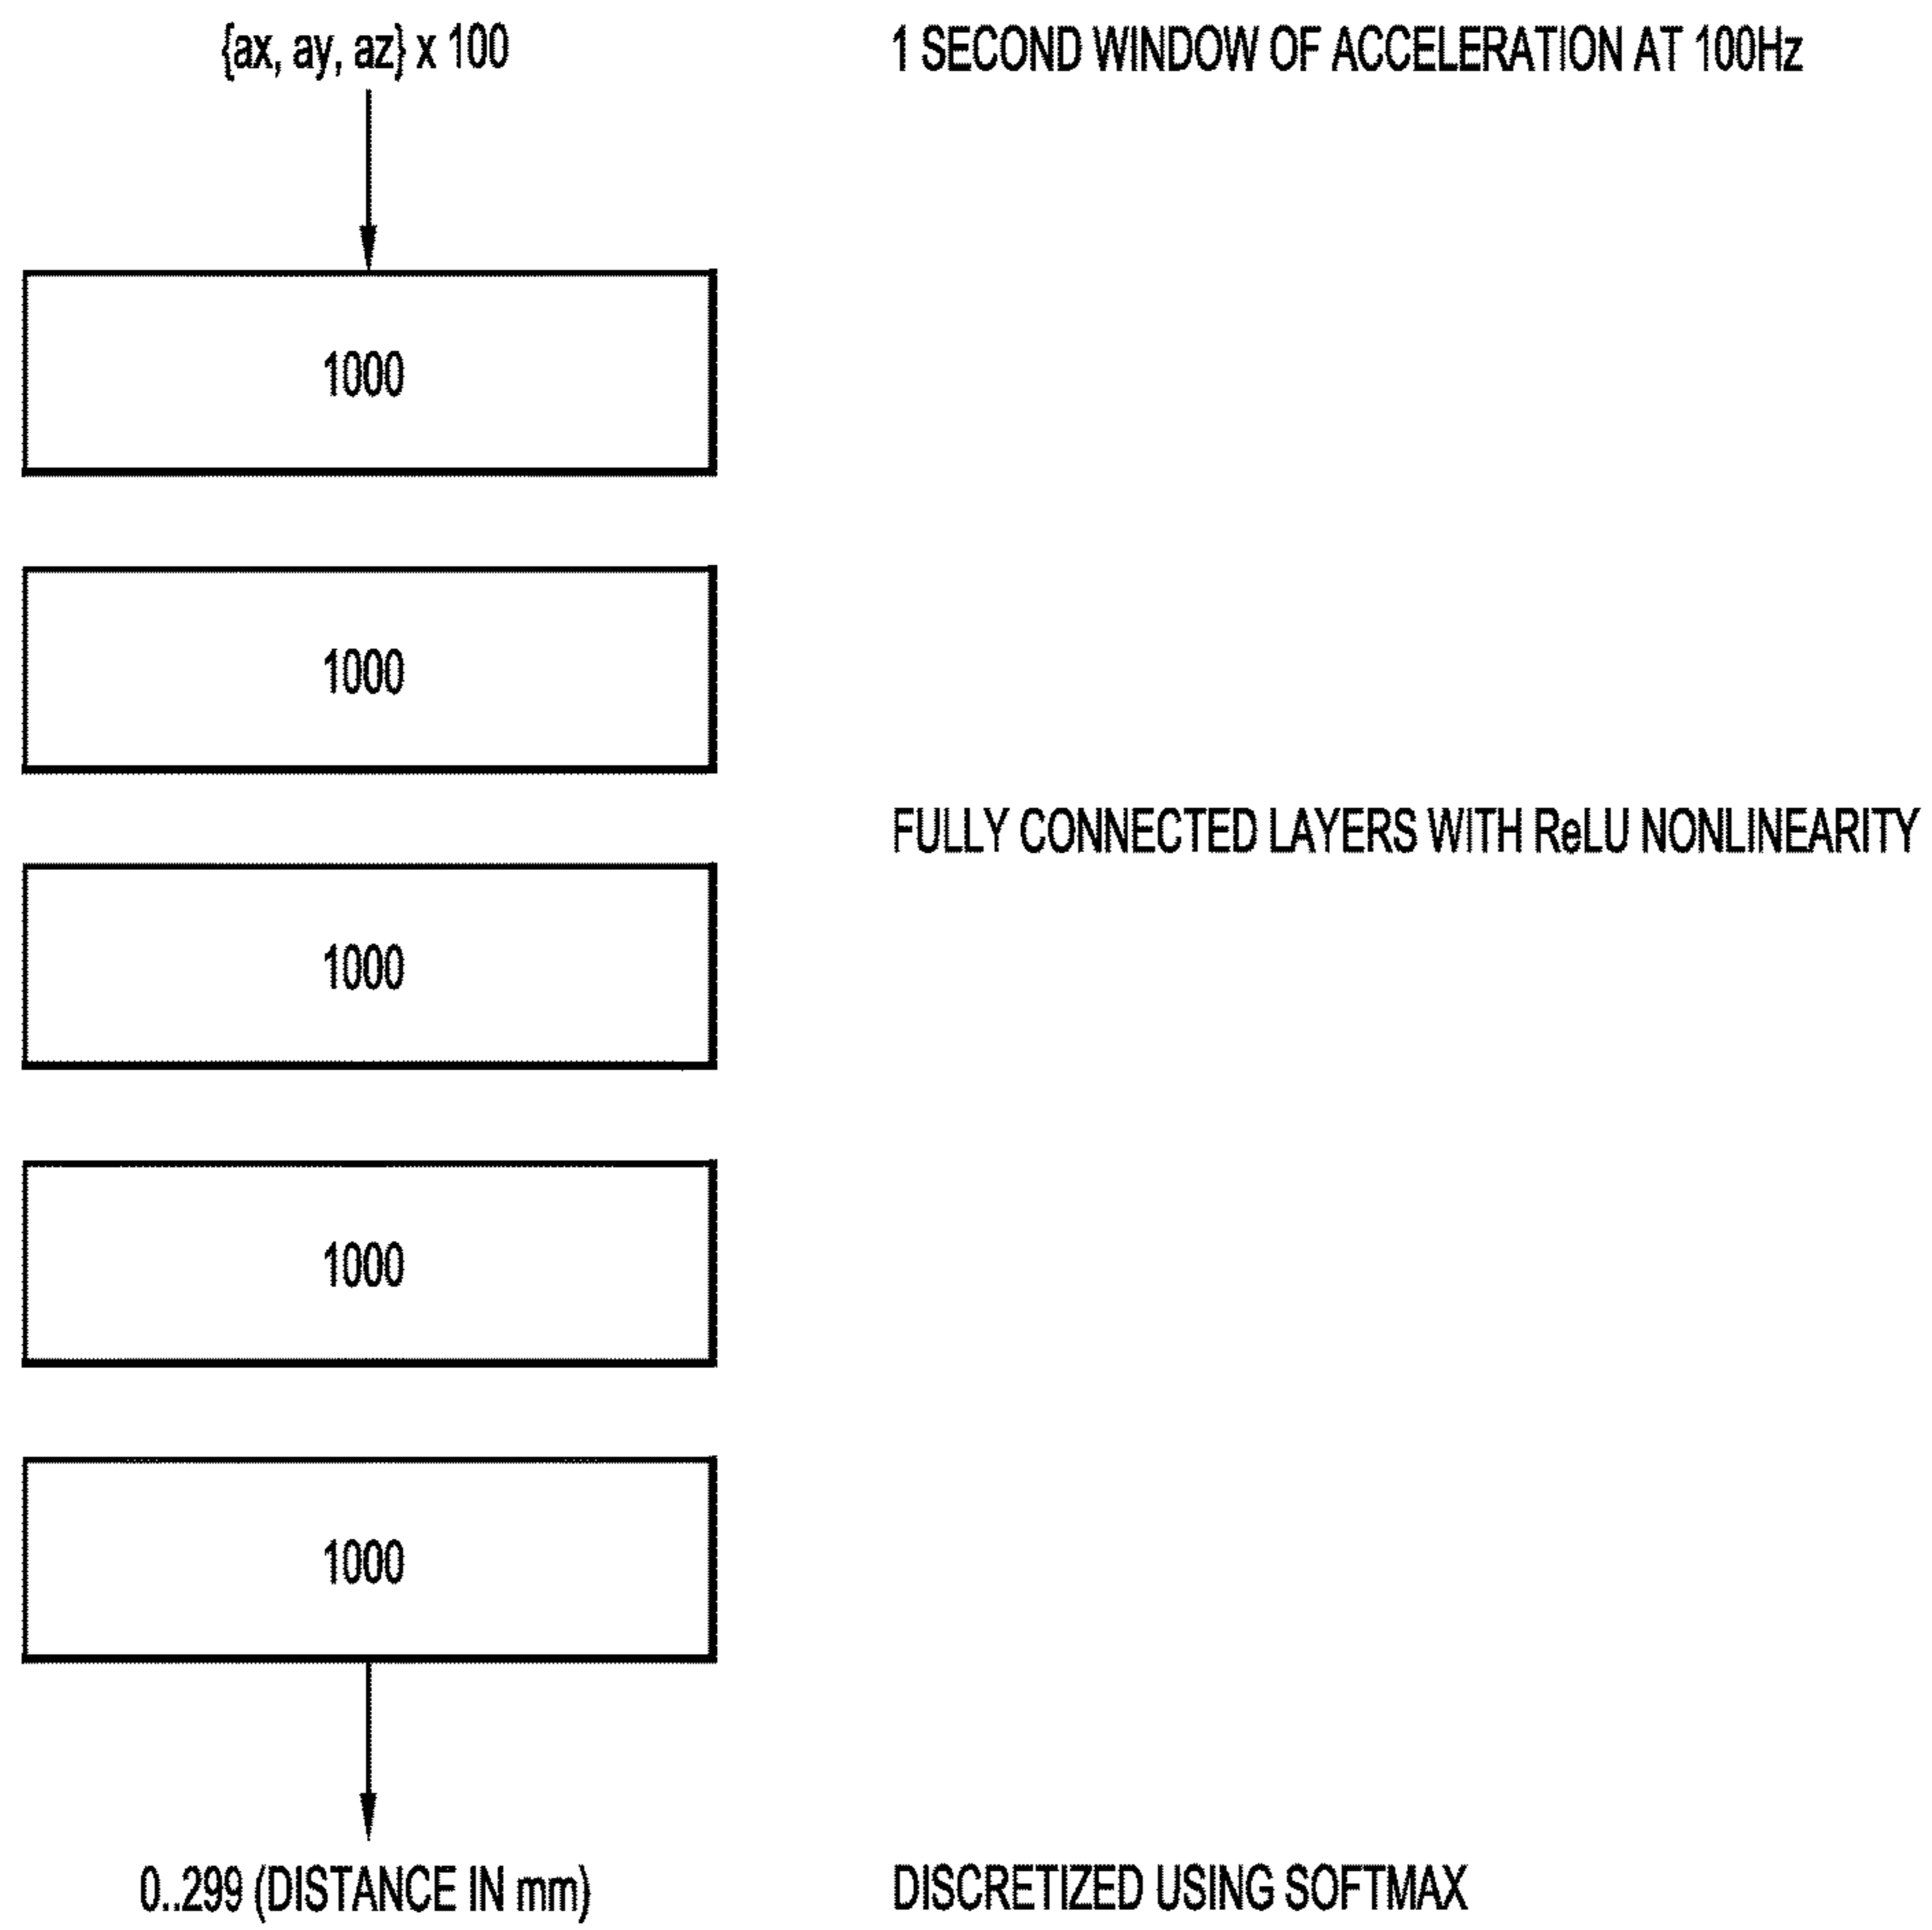 {ax, ay, az} x 100
1 SECOND WINDOW OF ACCELERATION AT 100Hz
1000
1000
FULLY CONNECTED LAYERS WITH ReLU NONLINEARITY
1000
1000
1000
0..299 (DISTANCE IN mm)
DISCRETIZED USING SOFTMAX